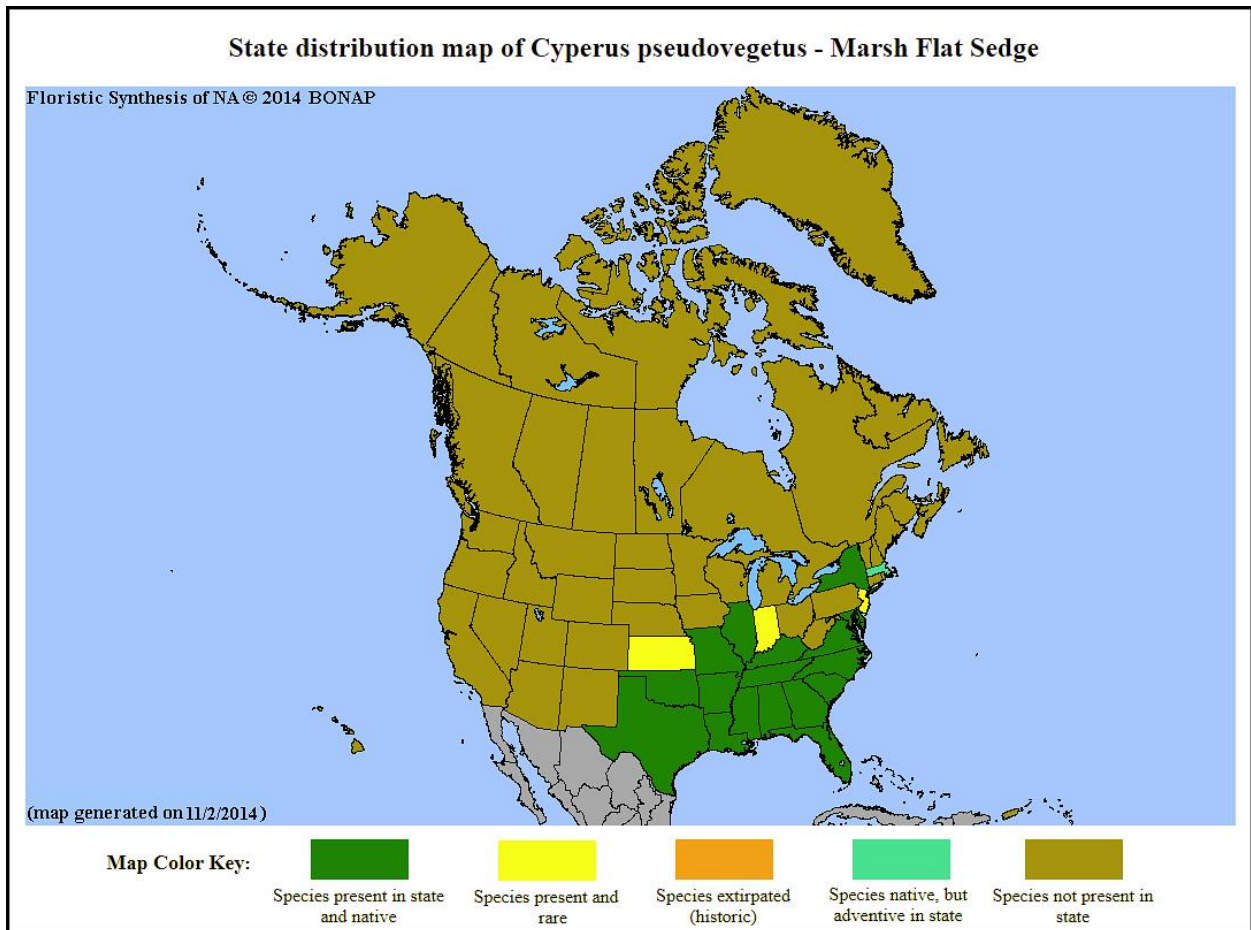 State distribution map of Cyperus pseudovegetus - Marsh Flat Sedge
Floristic Synthesis of NA © 2014 BONAP
(map generated on 11/2/2014)
Map Color Key:
Species present in state
and native
Species present and
rare
Species extirpated
(historic)
Species native, but
adventive in state
Species not present in
state